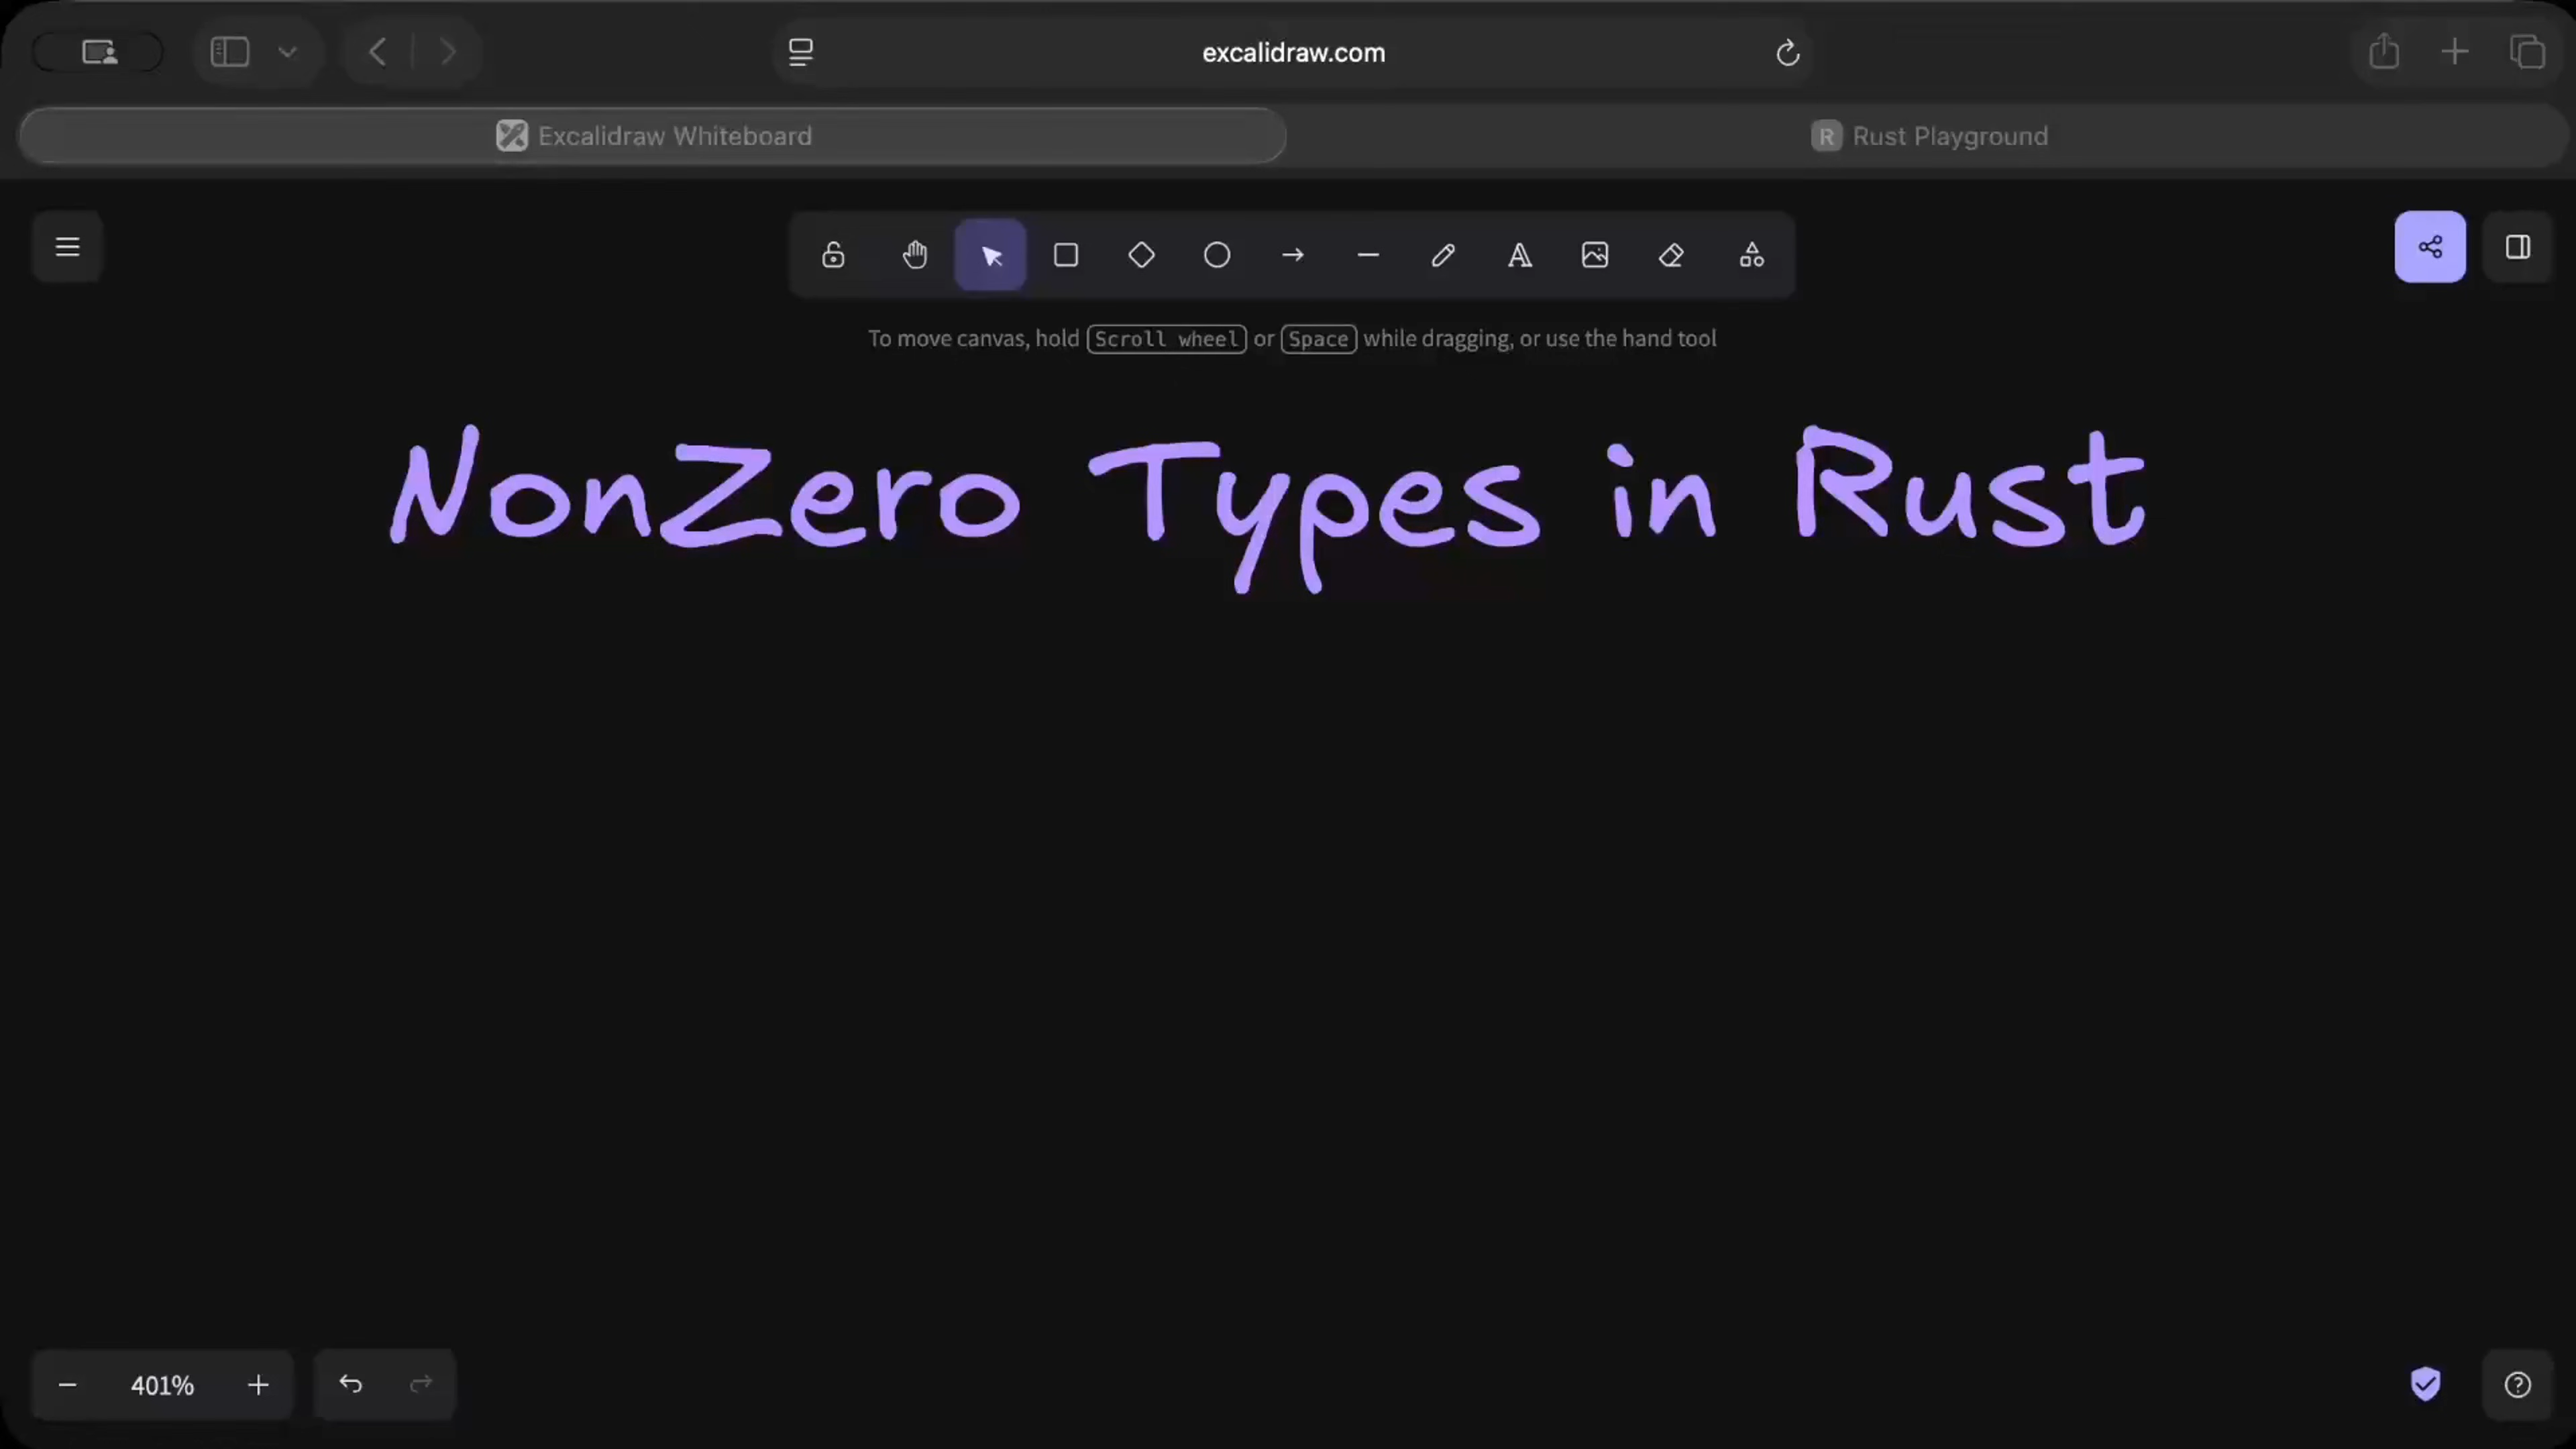 excalidraw.com
Excalidraw Whiteboard
R Rust Playground
To move canvas, hold Scroll wheel or Space while dragging, or use the hand tool
NonZero Types in Rust
401%